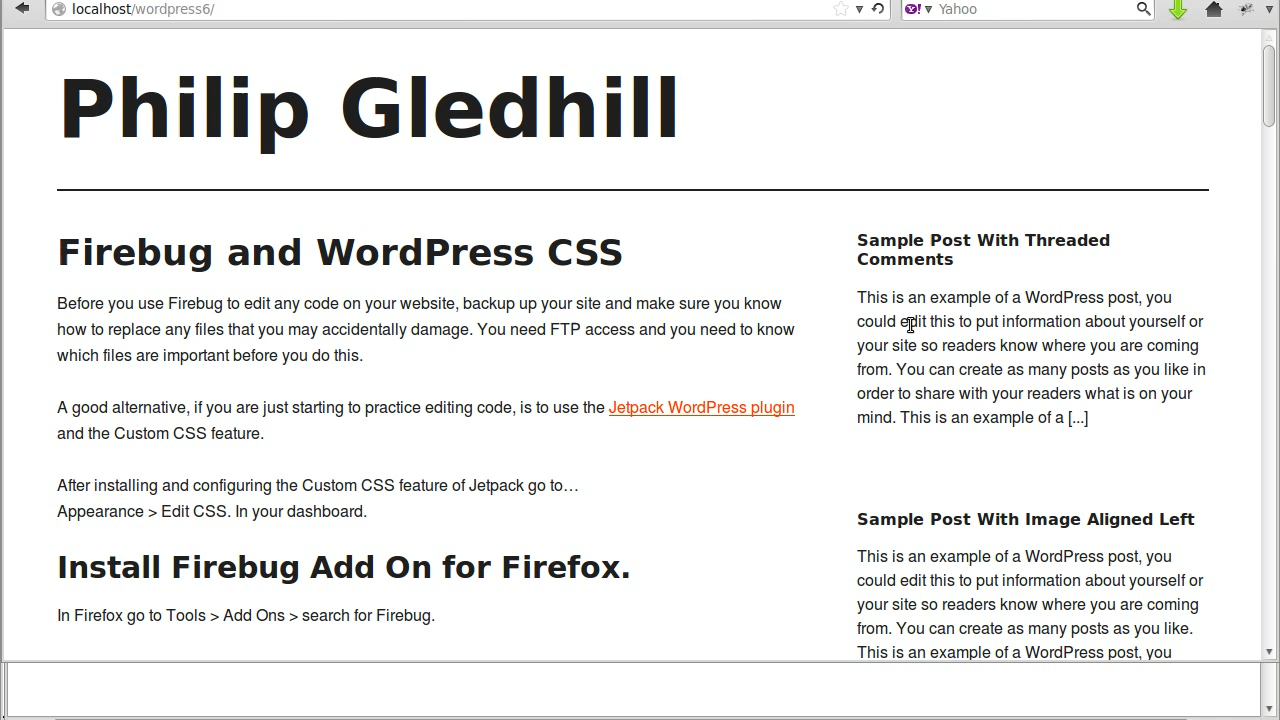 localhost/wordpress6/
Yahoo
Philip Gledhill
Firebug and WordPress CSS
Before you use Firebug to edit any code on your website, backup up your site and make sure you know
how to replace any files that you may accidentally damage. You need FTP access and you need to know
which files are important before you do this.
A good alternative, if you are just starting to practice editing code, is to use the Jetpack WordPress plugin
and the Custom CSS feature.
After installing and configuring the Custom CSS feature of Jetpack go to…
Appearance > Edit CSS. In your dashboard.
Install Firebug Add On for Firefox.
In Firefox go to Tools > Add Ons > search for Firebug.
Sample Post With Threaded
Comments
This is an example of a WordPress post, you
could edit this to put information about yourself or
your site so readers know where you are coming
from. You can create as many posts as you like in
order to share with your readers what is on your
mind. This is an example of a [...]
Sample Post With Image Aligned Left
This is an example of a WordPress post, you
could edit this to put information about yourself or
your site so readers know where you are coming
from. You can create as many posts as you like.
This is an example of a WordPress post, you